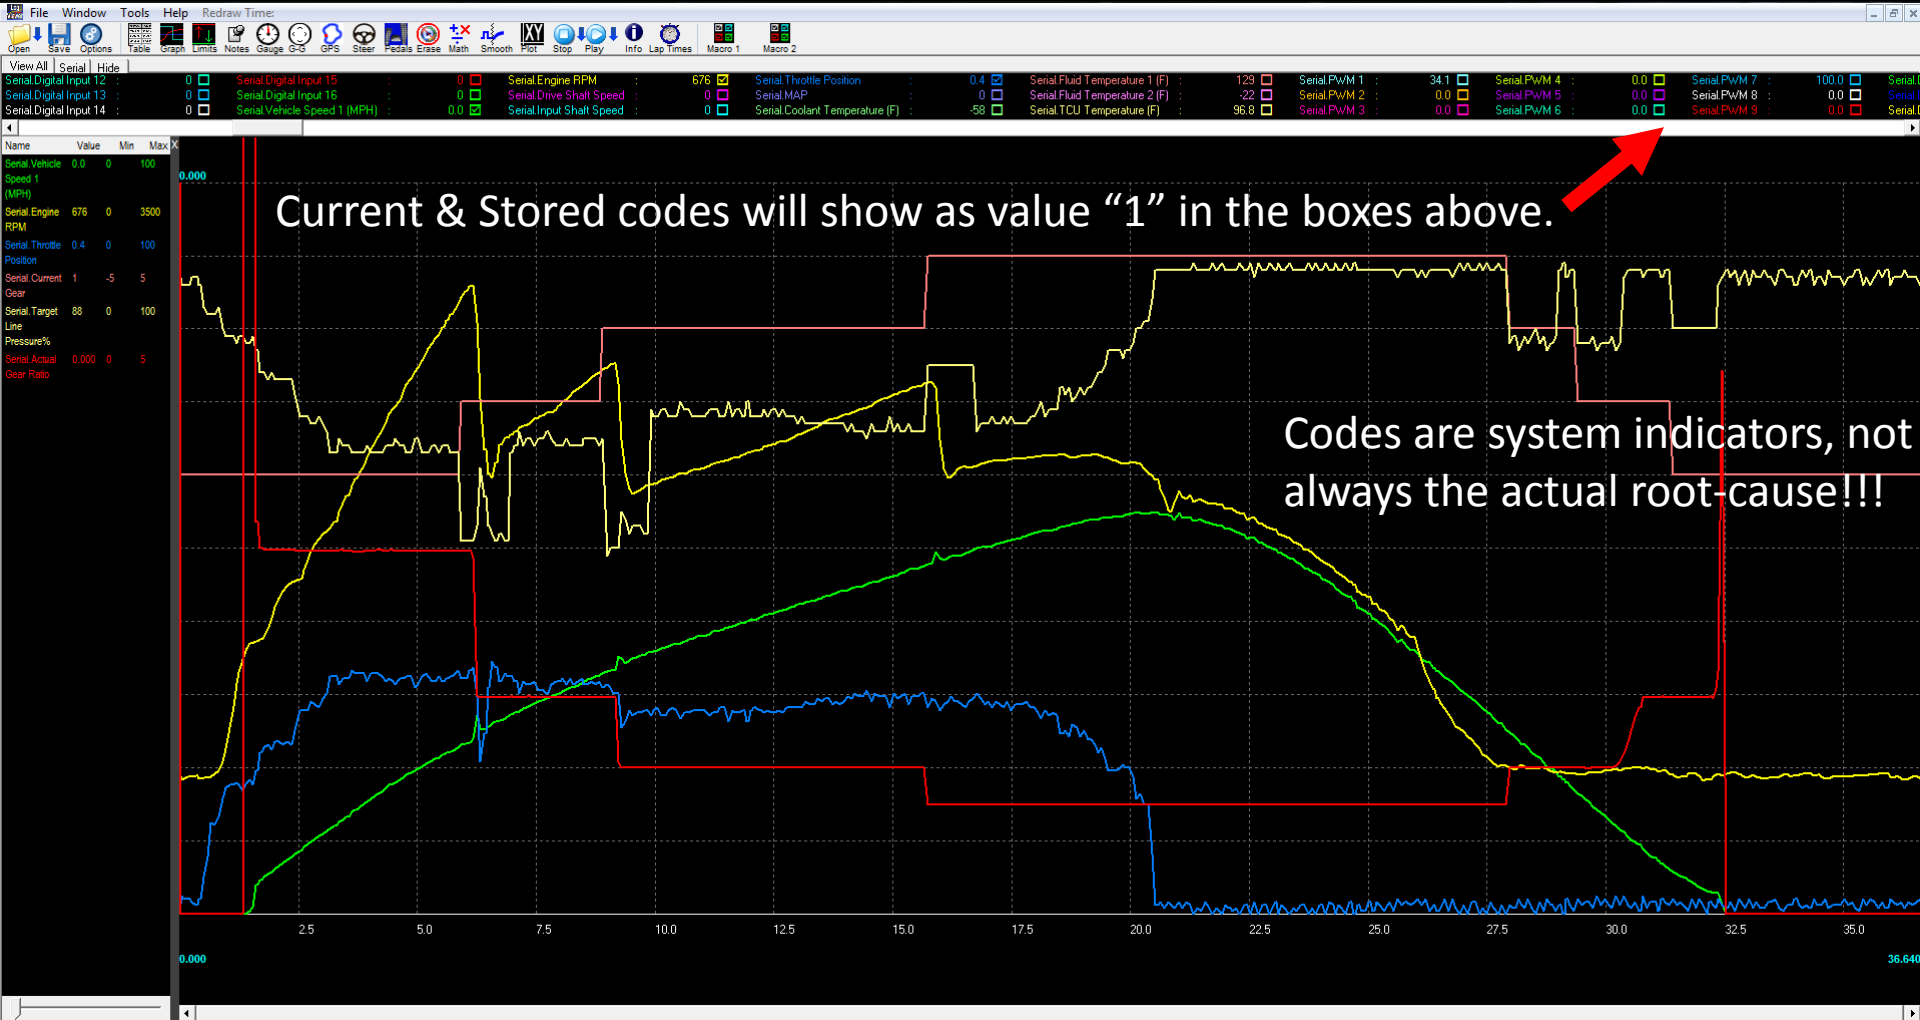 File Window Tools Help Redraw Time:
Open Save Options Table Graph Limits Notes Gauge G-G GPS Steer Pedals Erase Math Smooth Plot Stop Play Info Lap Times Macro 1 Macro 2
View All Serial Hide
Serial.Digital Input 12 : 0 Serial.Digital Input 15 : 0 Serial.Engine RPM : 676 Serial.Throttle Position : 0.4 Serial.Fluid Temperature 1 (F) : 129 Serial.PWM 1 : 34.1 Serial.PWM 4 : 0.0 Serial.PWM 7 : 100.0 Serial.
Serial.Digital Input 13 : 0 Serial.Digital Input 16 : 0 Serial.Drive Shaft Speed : 0 Serial.MAP : 0 Serial.Fluid Temperature 2 (F) : -22 Serial.PWM 2 : 0.0 Serial.PWM 5 : 0.0 Serial.PWM 8 : 0.0
Serial.Digital Input 14 : 0 Serial.Vehicle Speed 1 (MPH) : 0.0 Serial.Input Shaft Speed : 0 Serial.Coolant Temperature (F) : -58 Serial.TCU Temperature (F) : 96.8 Serial.PWM 3 : 0.0 Serial.PWM 6 : 0.0 Serial.PWM 9 : 0.0
Name Value Min Max X
Serial.Vehicle 0.0 0 100
Speed 1
(MPH)
Serial.Engine 676 0 3500
RPM
Serial.Throttle 0.4 0 100
Position
Serial.Current 1 -5 5
Gear
Serial.Target 88 0 100
Line
Pressure%
Serial.Actual 0.000 0 5
Gear Ratio
0.000
Current & Stored codes will show as value “1” in the boxes above.
Codes are system indicators, not
always the actual root-cause!!!
2.5 5.0 7.5 10.0 12.5 15.0 17.5 20.0 22.5 25.0 27.5 30.0 32.5 35.0
0.000 36.640